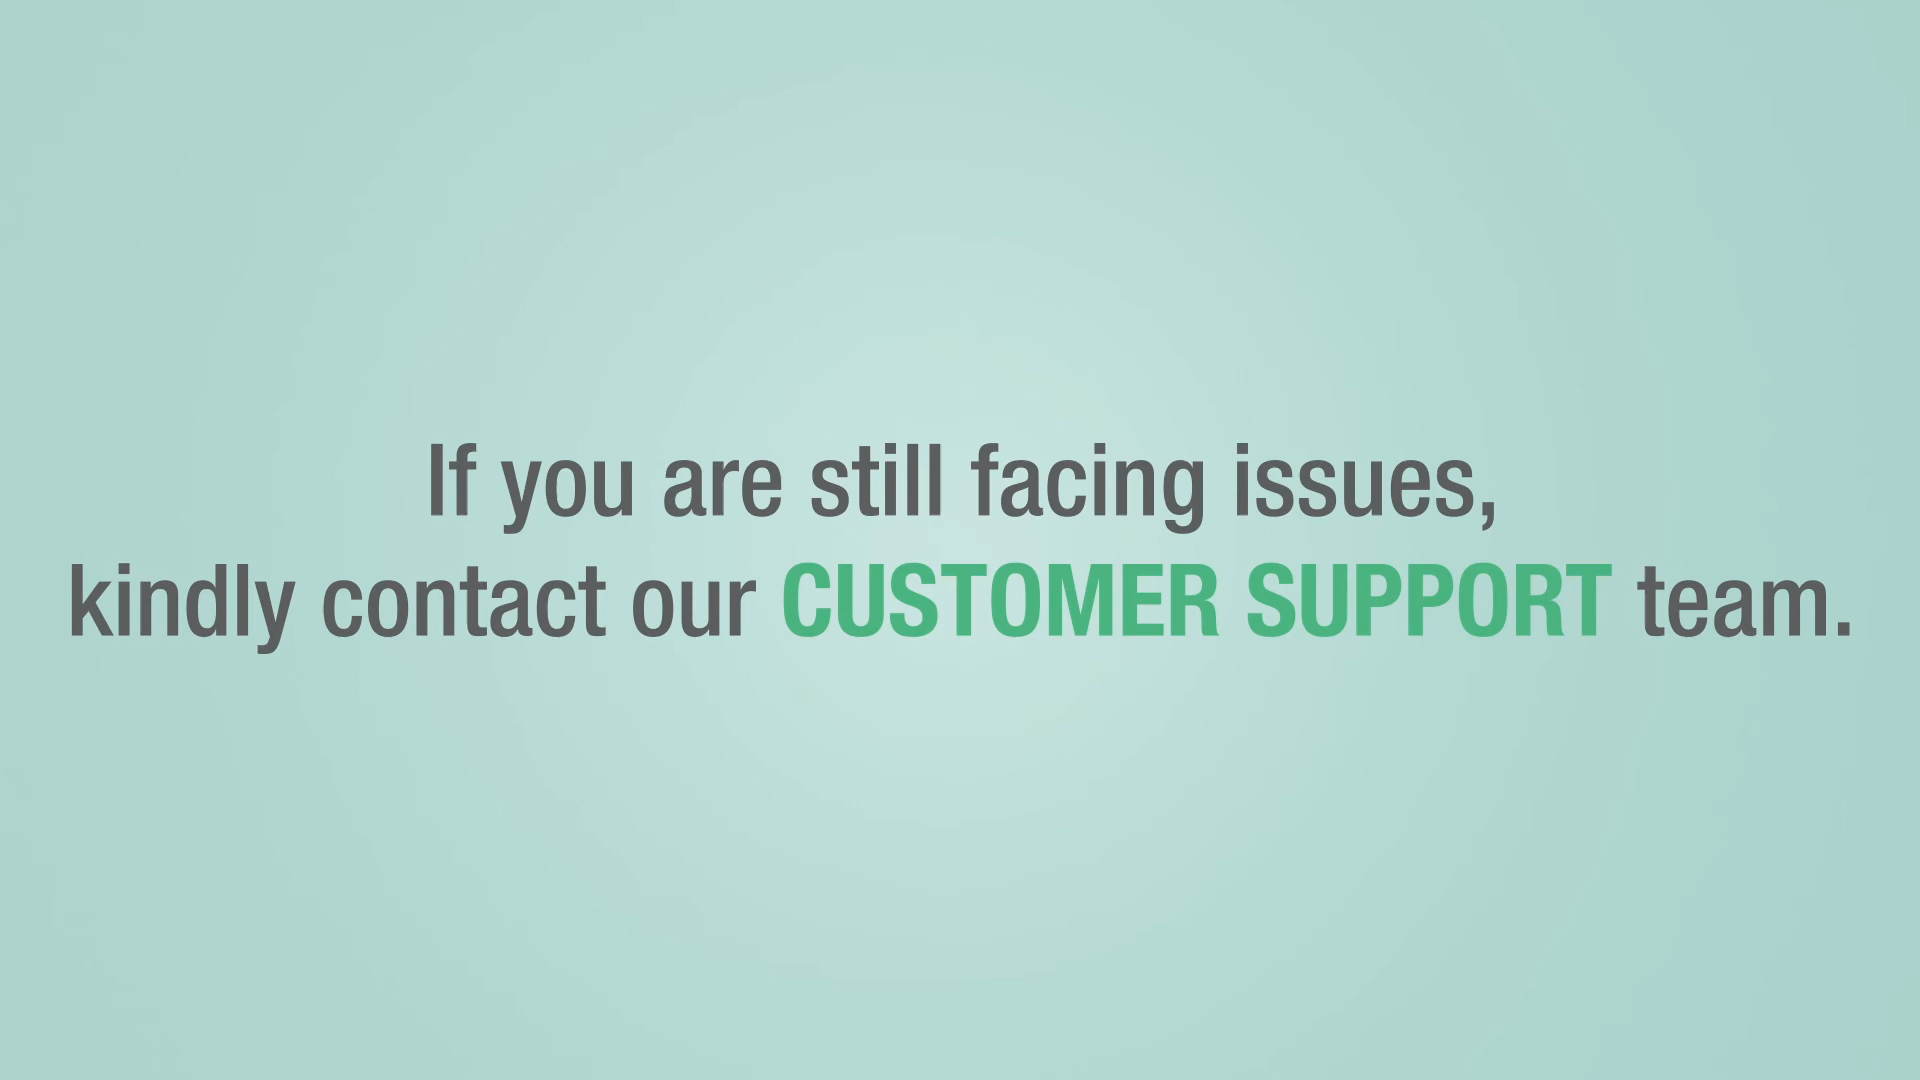 If you are still facing issues,
kindly contact our CUSTOMER SUPPORT team.